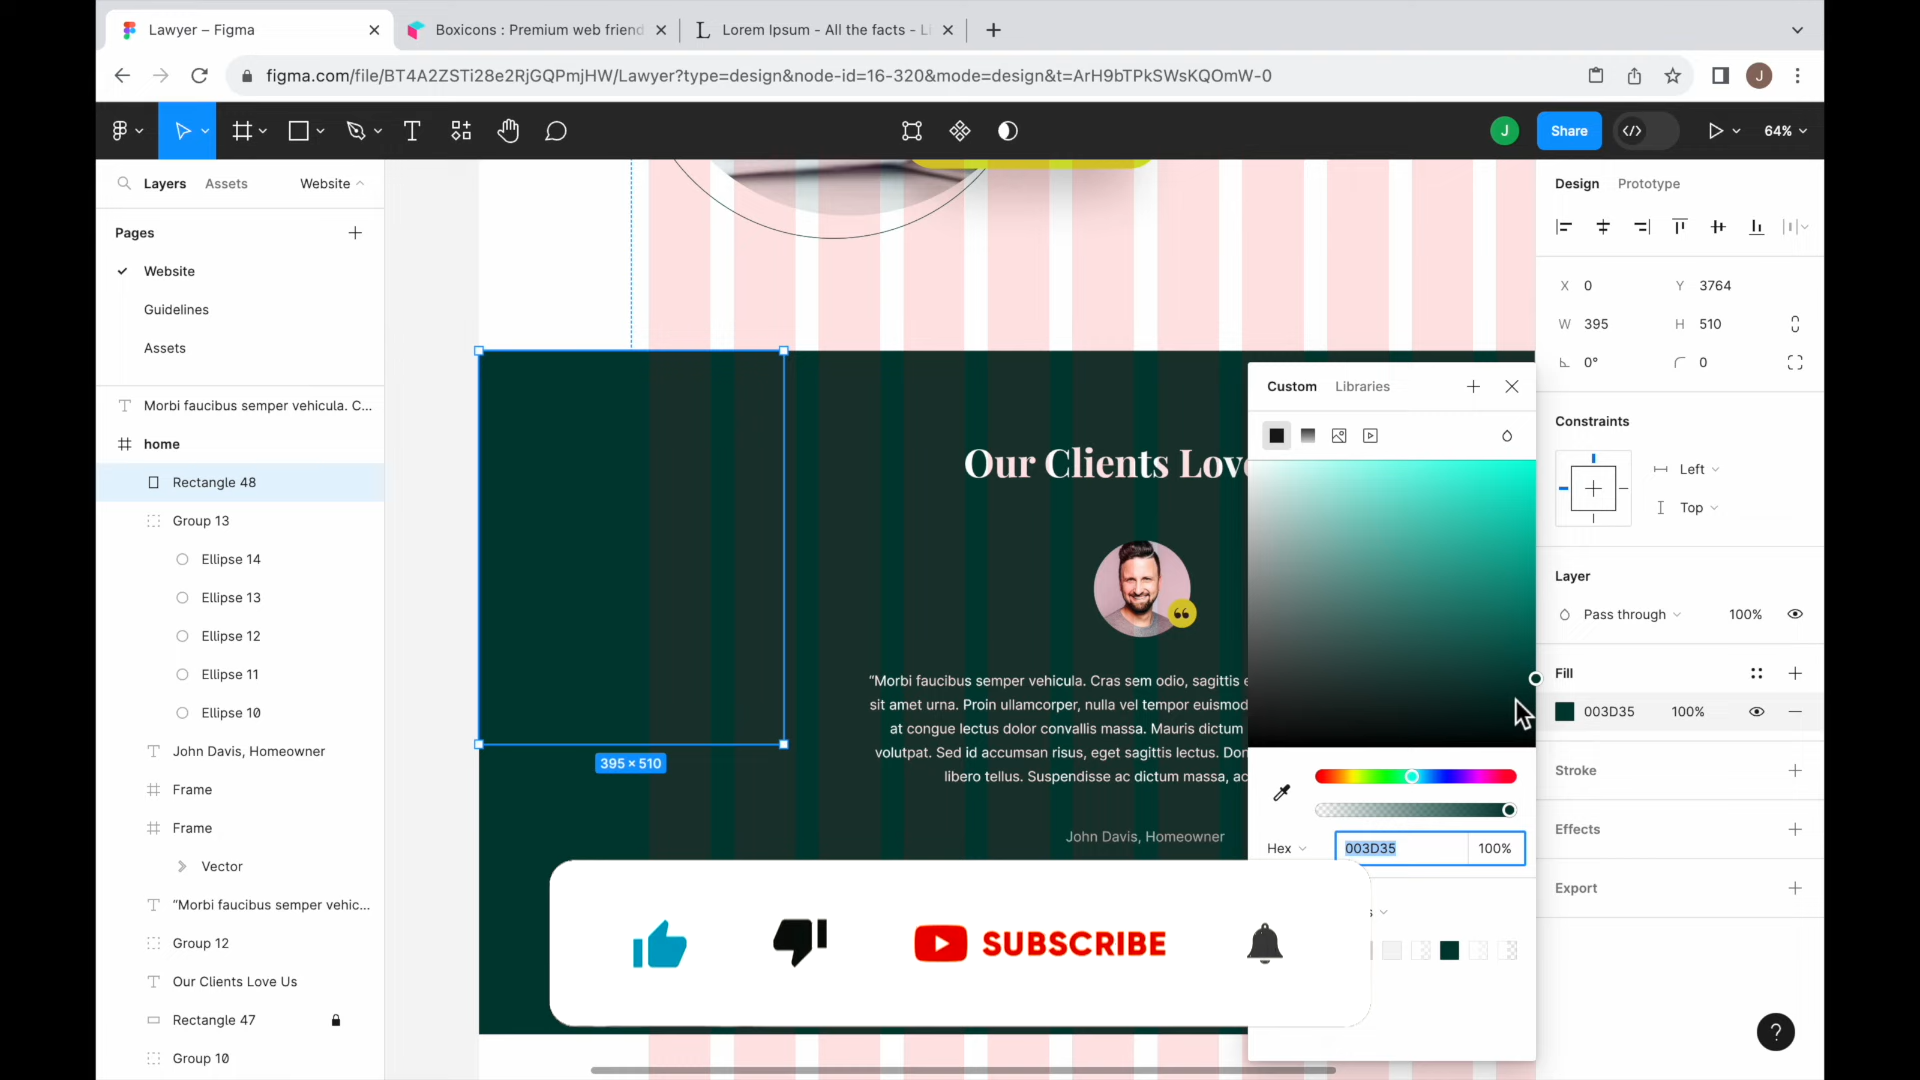 Lawyer – Figma
Boxicons : Premium web friend
Lorem Ipsum - All the facts - Li
figma.com/file/BT4A2ZSTi28e2RjGQPmjHW/Lawyer?type=design&node-id=16-320&mode=design&t=ArH9bTPkSWsKQOmW-0
J
J
Share
64%
Layers
Assets
Website
Pages
Website
Guidelines
Assets
Morbi faucibus semper vehicula. C...
home
Rectangle 48
Group 13
Ellipse 14
Ellipse 13
Ellipse 12
Ellipse 11
Ellipse 10
John Davis, Homeowner
Frame
Frame
Vector
“Morbi faucibus semper vehic...
Group 12
Our Clients Love Us
Rectangle 47
Group 10
395 × 510
Our Clients Love
“Morbi faucibus semper vehicula. Cras sem odio, sagittis e
sit amet urna. Proin ullamcorper, nulla vel tempor euismod
at congue lectus dolor convallis massa. Mauris dictum
volutpat. Sed id accumsan risus, eget sagittis lectus. Don
libero tellus. Suspendisse ac dictum massa, ac
John Davis, Homeowner
SUBSCRIBE
Custom
Libraries
Hex
003D35
100%
s
Design
Prototype
X 0
Y 3764
W 395
H 510
0°
0
Constraints
Left
Top
Layer
Pass through
100%
Fill
003D35
100%
Stroke
Effects
Export
?